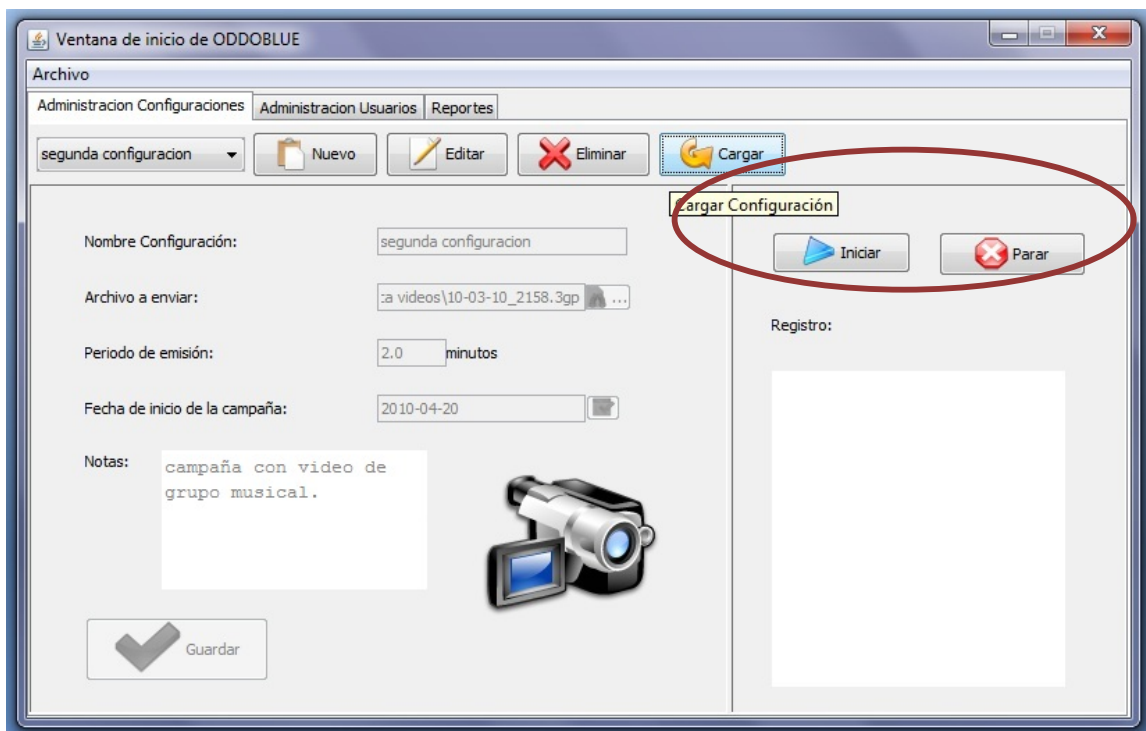 Ventana de inicio de ODDOBLUE
Archivo
Administracion Configuraciones Administracion Usuarios Reportes
segunda configuracion Nuevo Editar Eliminar Cargar
Cargar Configuración
Nombre Configuración: segunda configuracion
Iniciar Parar
Archivo a enviar: :a videos\10-03-10_2158.3gp ...
Registro:
Periodo de emisión: 2.0 minutos
Fecha de inicio de la campaña: 2010-04-20
Notas: campaña con video de
grupo musical.
Guardar